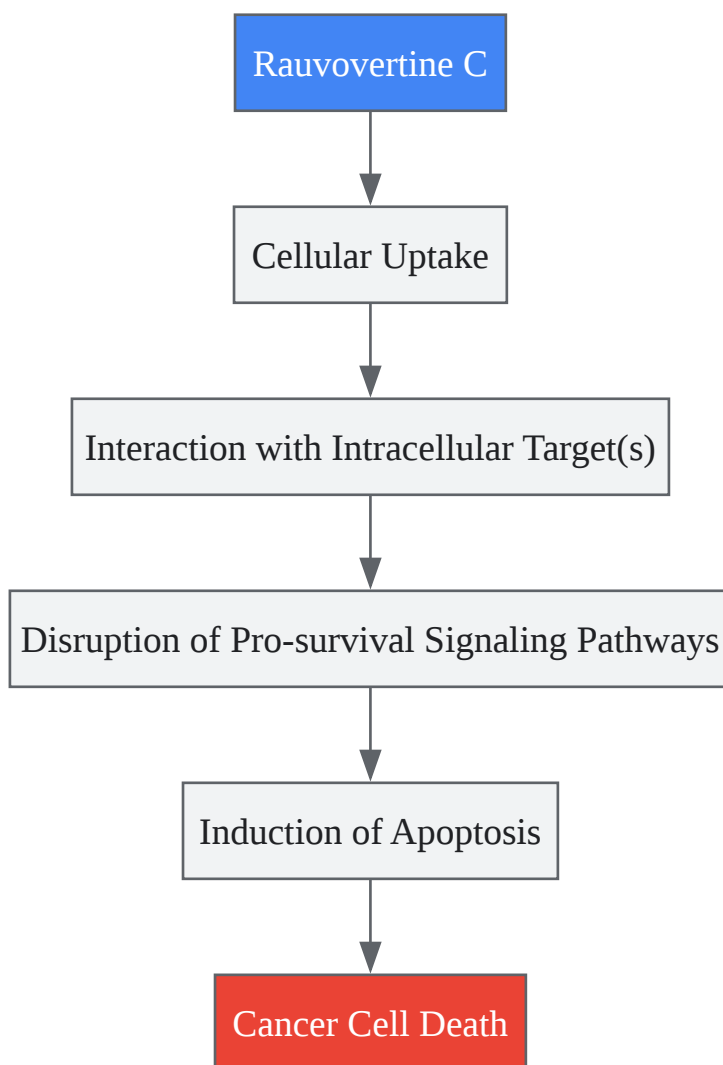 Rauvovertine C
Cellular Uptake
Interaction with Intracellular Target(s)
Disruption of Pro-survival Signaling Pathways
Induction of Apoptosis
Cancer Cell Death